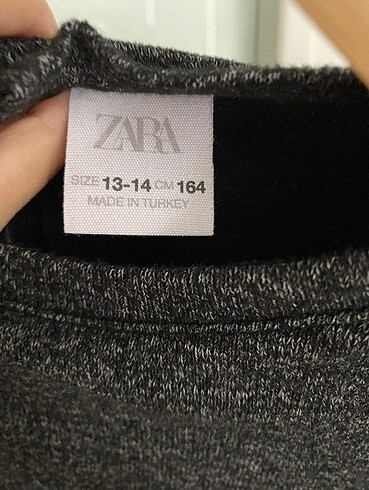 ZARA
SIZE 13-14 CM 164
MADE IN TURKEY